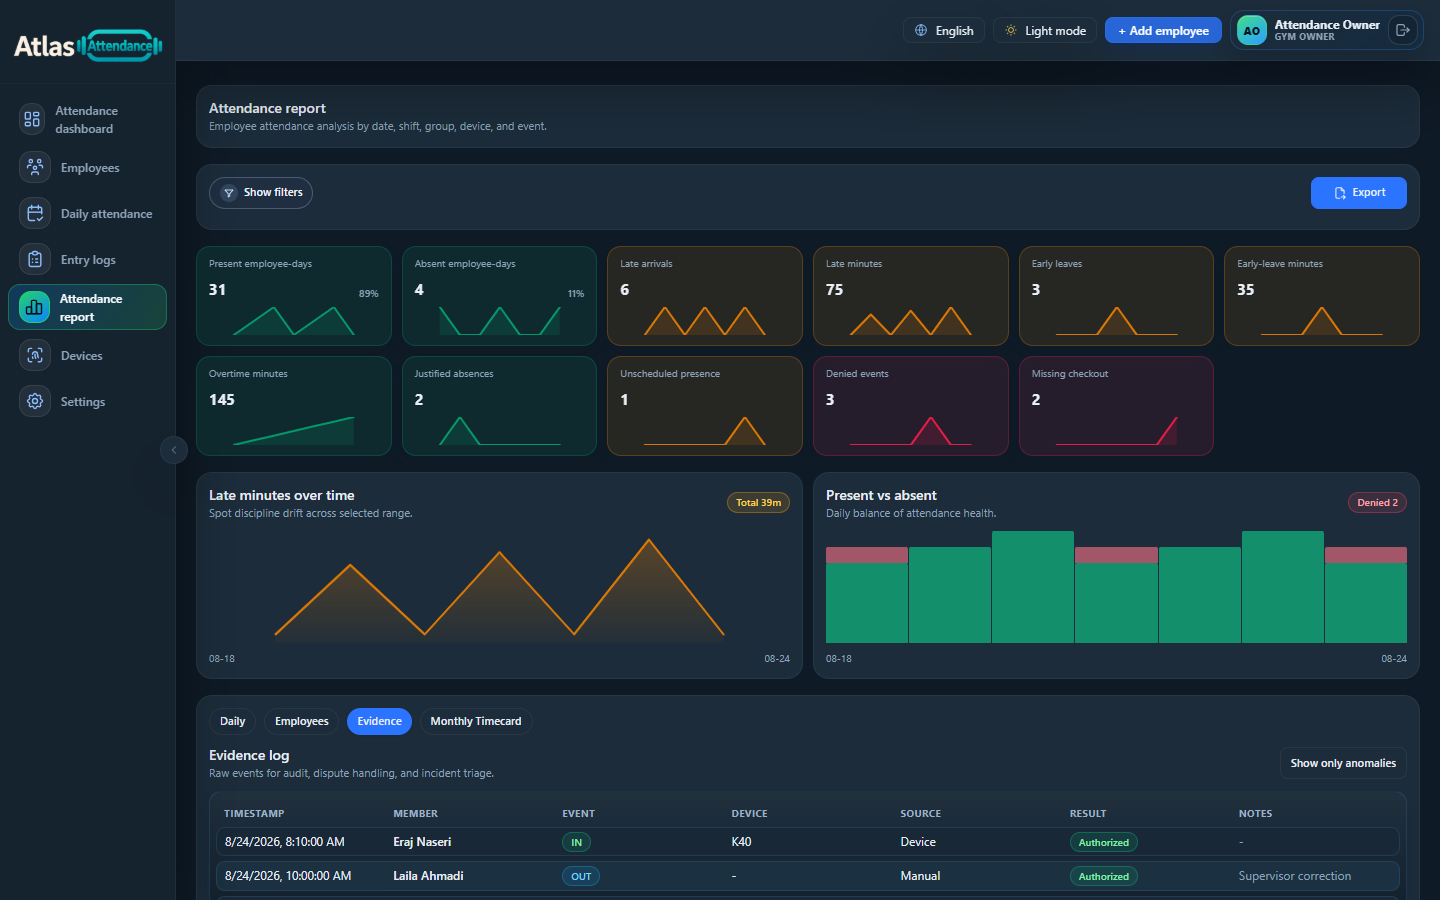 Atlas Attendance
English
Light mode
+ Add employee
AO
Attendance Owner
GYM OWNER
Attendance
dashboard
Employees
Daily attendance
Entry logs
Attendance
report
Devices
Settings
Attendance report
Employee attendance analysis by date, shift, group, device, and event.
Show filters
Export
Present employee-days
31
89%
Absent employee-days
4
11%
Late arrivals
6
Late minutes
75
Early leaves
3
Early-leave minutes
35
Overtime minutes
145
Justified absences
2
Unscheduled presence
1
Denied events
3
Missing checkout
2
Late minutes over time
Spot discipline drift across selected range.
Total 39m
08-18
08-24
Present vs absent
Daily balance of attendance health.
Denied 2
08-18
08-24
Daily
Employees
Evidence
Monthly Timecard
Evidence log
Raw events for audit, dispute handling, and incident triage.
Show only anomalies
TIMESTAMP MEMBER EVENT DEVICE SOURCE RESULT NOTES
8/24/2026, 8:10:00 AM Eraj Naseri IN K40 Device Authorized -
8/24/2026, 10:00:00 AM Laila Ahmadi OUT - Manual Authorized Supervisor correction